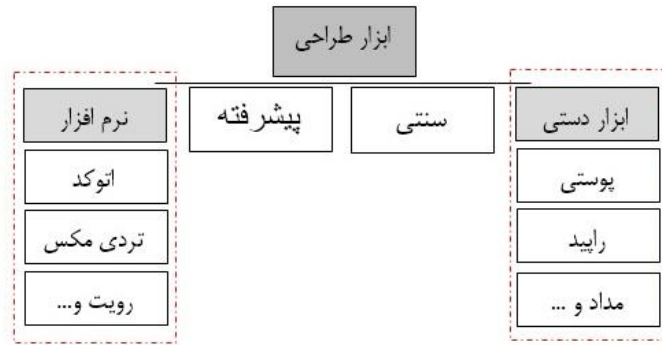 ابزار طراحی
ابزار دستی
سنتی
پیشرفته
نرم افزار
پوستی
اتوکد
راپید
تردی مکس
مداد و ...
رویت و...